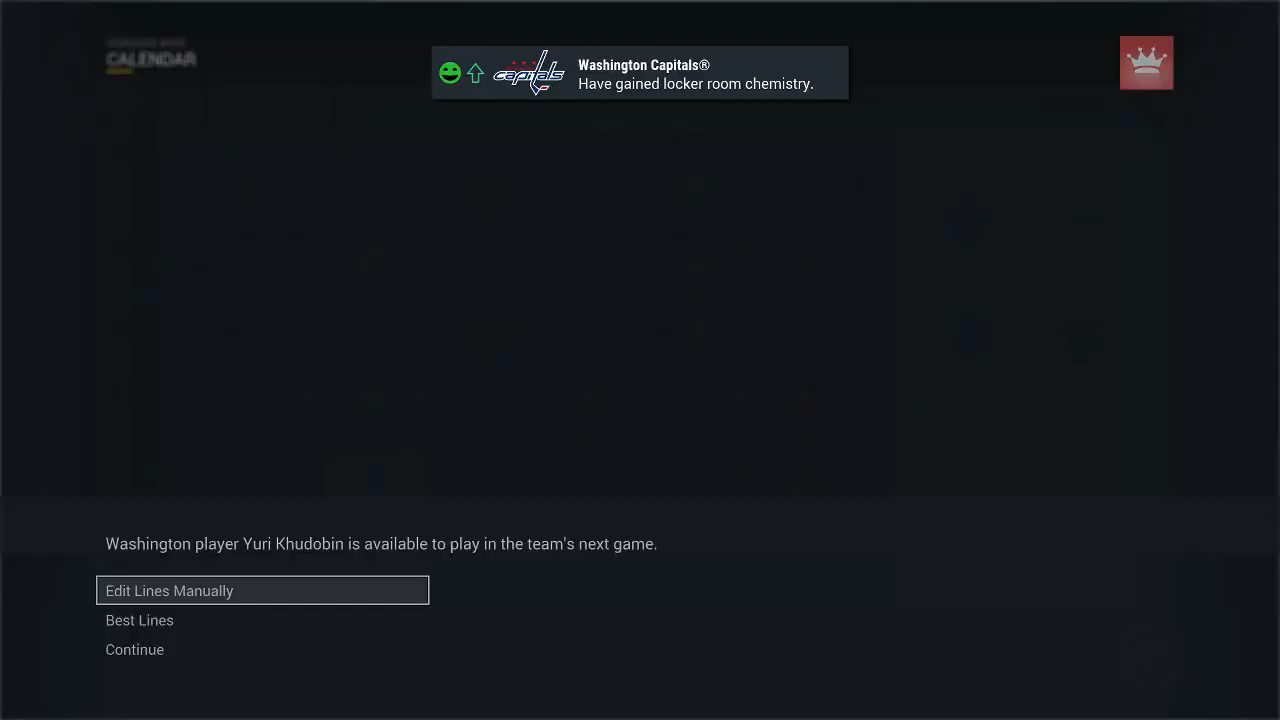 CALENDAR
capitals
Washington Capitals®
Have gained locker room chemistry.
Washington player Yuri Khudobin is available to play in the team's next game.
Edit Lines Manually
Best Lines
Continue